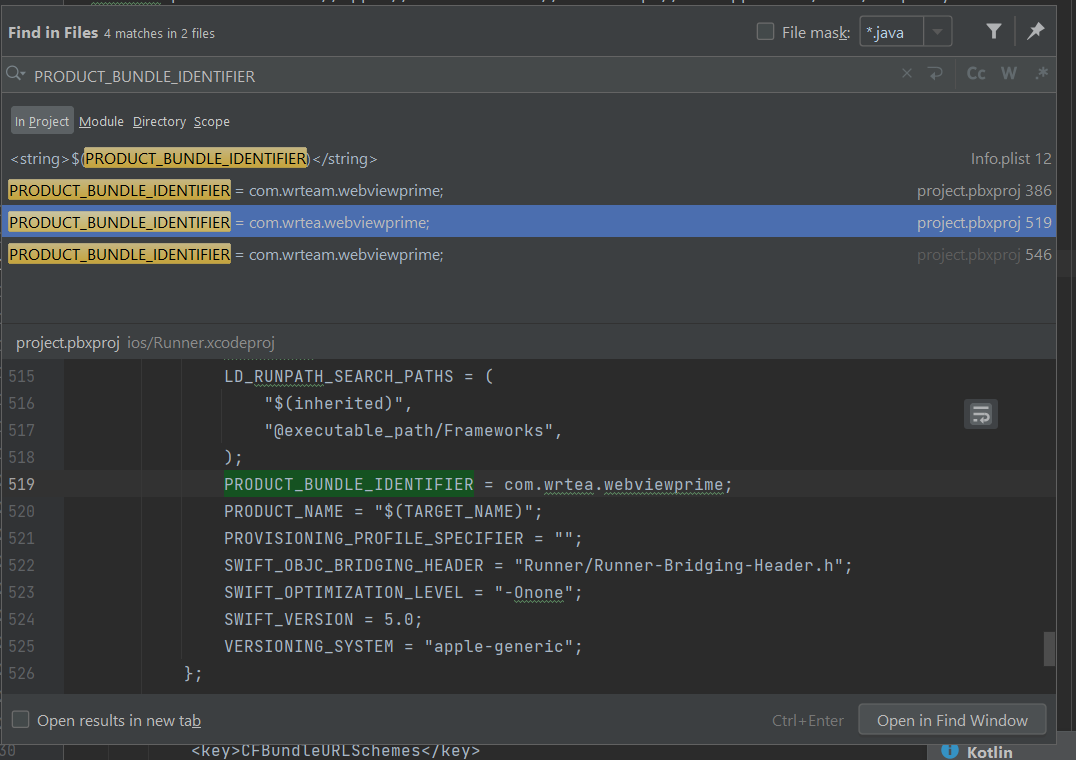 Find in Files 4 matches in 2 files File mask: *.java
PRODUCT_BUNDLE_IDENTIFIER × Cc W .*
In Project Module Directory Scope
<string>$(PRODUCT_BUNDLE_IDENTIFIER)</string> Info.plist 12
PRODUCT_BUNDLE_IDENTIFIER = com.wrteam.webviewprime; project.pbxproj 386
PRODUCT_BUNDLE_IDENTIFIER = com.wrtea.webviewprime; project.pbxproj 519
PRODUCT_BUNDLE_IDENTIFIER = com.wrteam.webviewprime; project.pbxproj 546
project.pbxproj ios/Runner.xcodeproj
515 LD_RUNPATH_SEARCH_PATHS = (
516 "$(inherited)",
517 "@executable_path/Frameworks",
518 );
519 PRODUCT_BUNDLE_IDENTIFIER = com.wrtea.webviewprime;
520 PRODUCT_NAME = "$(TARGET_NAME)";
521 PROVISIONING_PROFILE_SPECIFIER = "";
522 SWIFT_OBJC_BRIDGING_HEADER = "Runner/Runner-Bridging-Header.h";
523 SWIFT_OPTIMIZATION_LEVEL = "-Onone";
524 SWIFT_VERSION = 5.0;
525 VERSIONING_SYSTEM = "apple-generic";
526 };
Open results in new tab Ctrl+Enter Open in Find Window
30 <key>CFBundleURLSchemes</key> Kotlin